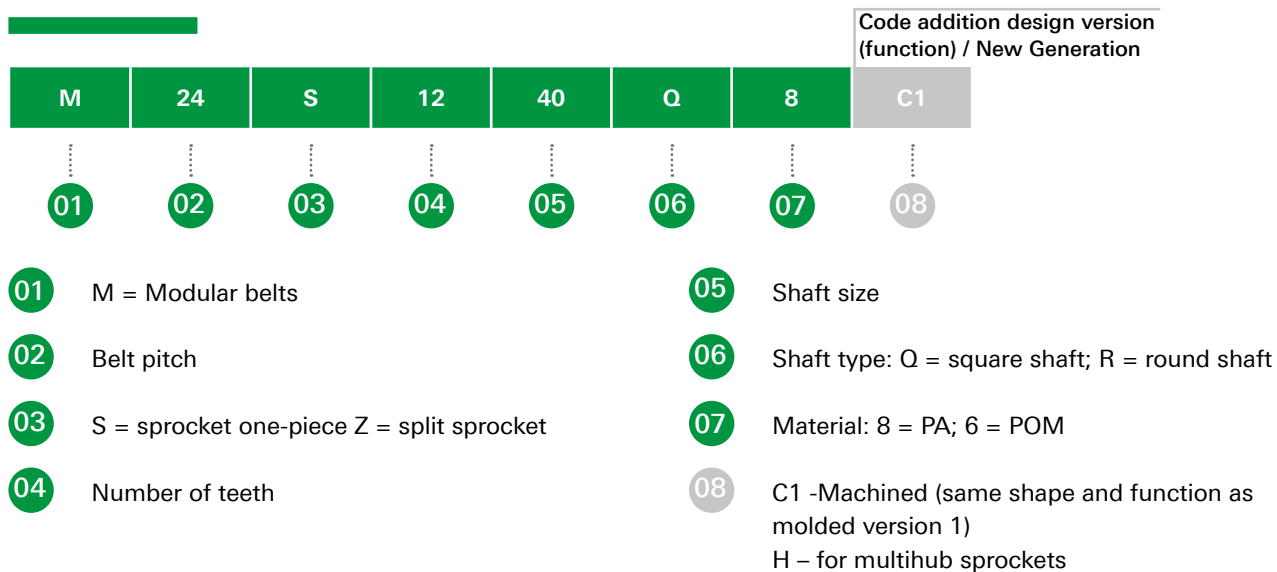 Code addition design version
(function) / New Generation
M 24 S 12 40 Q 8 C1
01 02 03 04 05 06 07 08
01 M = Modular belts
02 Belt pitch
03 S = sprocket one-piece Z = split sprocket
04 Number of teeth
05 Shaft size
06 Shaft type: Q = square shaft; R = round shaft
07 Material: 8 = PA; 6 = POM
08 C1 -Machined (same shape and function as
molded version 1)
H – for multihub sprockets